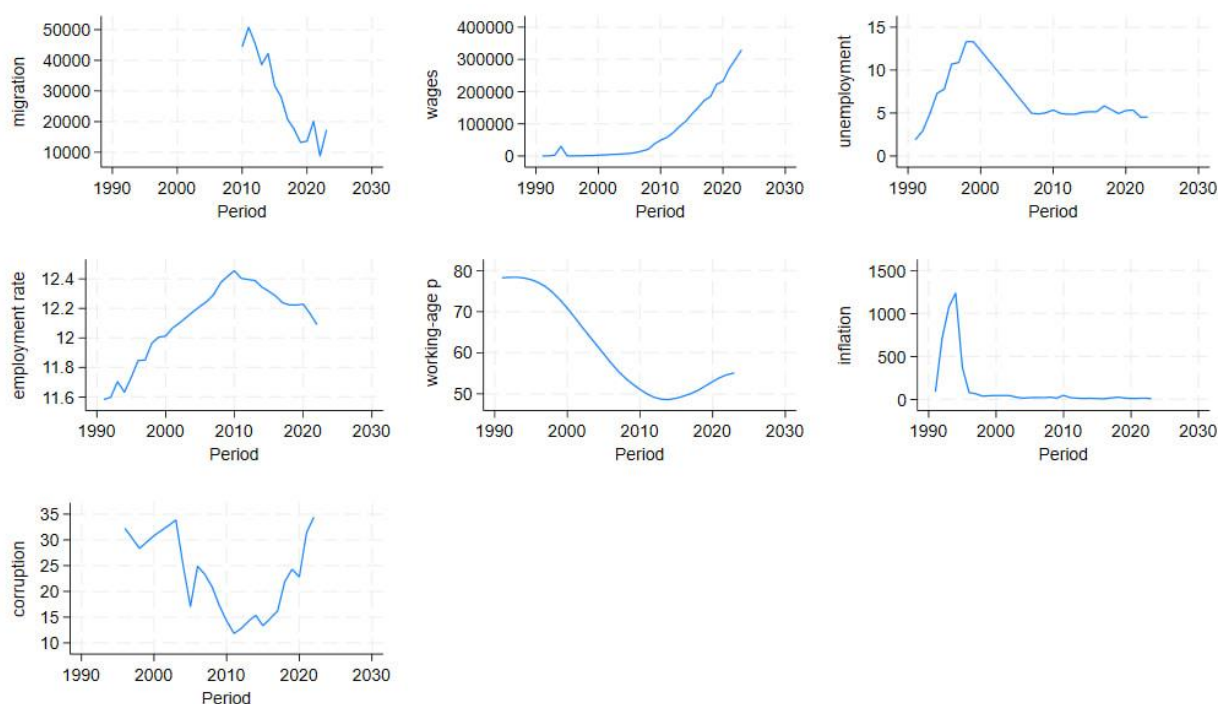 migration
50000
40000
30000
20000
10000
1990 2000 2010 2020 2030
Period
wages
400000
300000
200000
100000
0
1990 2000 2010 2020 2030
Period
unemployment
15
10
5
0
1990 2000 2010 2020 2030
Period
employment rate
12.4
12.2
12
11.8
11.6
1990 2000 2010 2020 2030
Period
working-age p
80
70
60
50
1990 2000 2010 2020 2030
Period
inflation
1500
1000
500
0
1990 2000 2010 2020 2030
Period
corruption
35
30
25
20
15
10
1990 2000 2010 2020 2030
Period